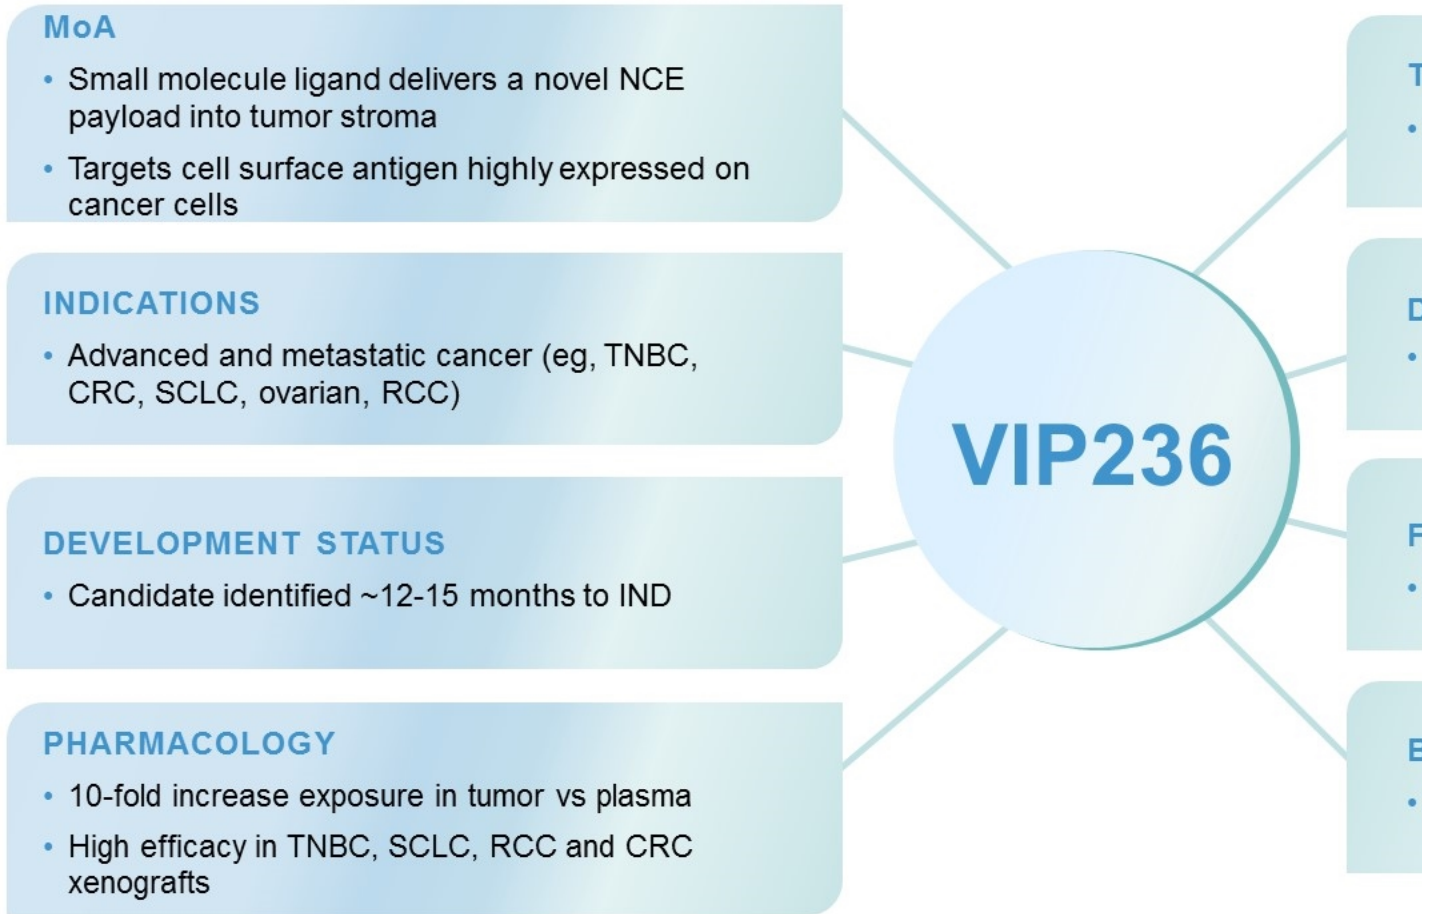 MoA
• Small molecule ligand delivers a novel NCE
payload into tumor stroma
• Targets cell surface antigen highly expressed on
cancer cells
INDICATIONS
• Advanced and metastatic cancer (eg, TNBC,
CRC, SCLC, ovarian, RCC)
DEVELOPMENT STATUS
• Candidate identified ~12-15 months to IND
PHARMACOLOGY
• 10-fold increase exposure in tumor vs plasma
• High efficacy in TNBC, SCLC, RCC and CRC
xenografts
VIP236